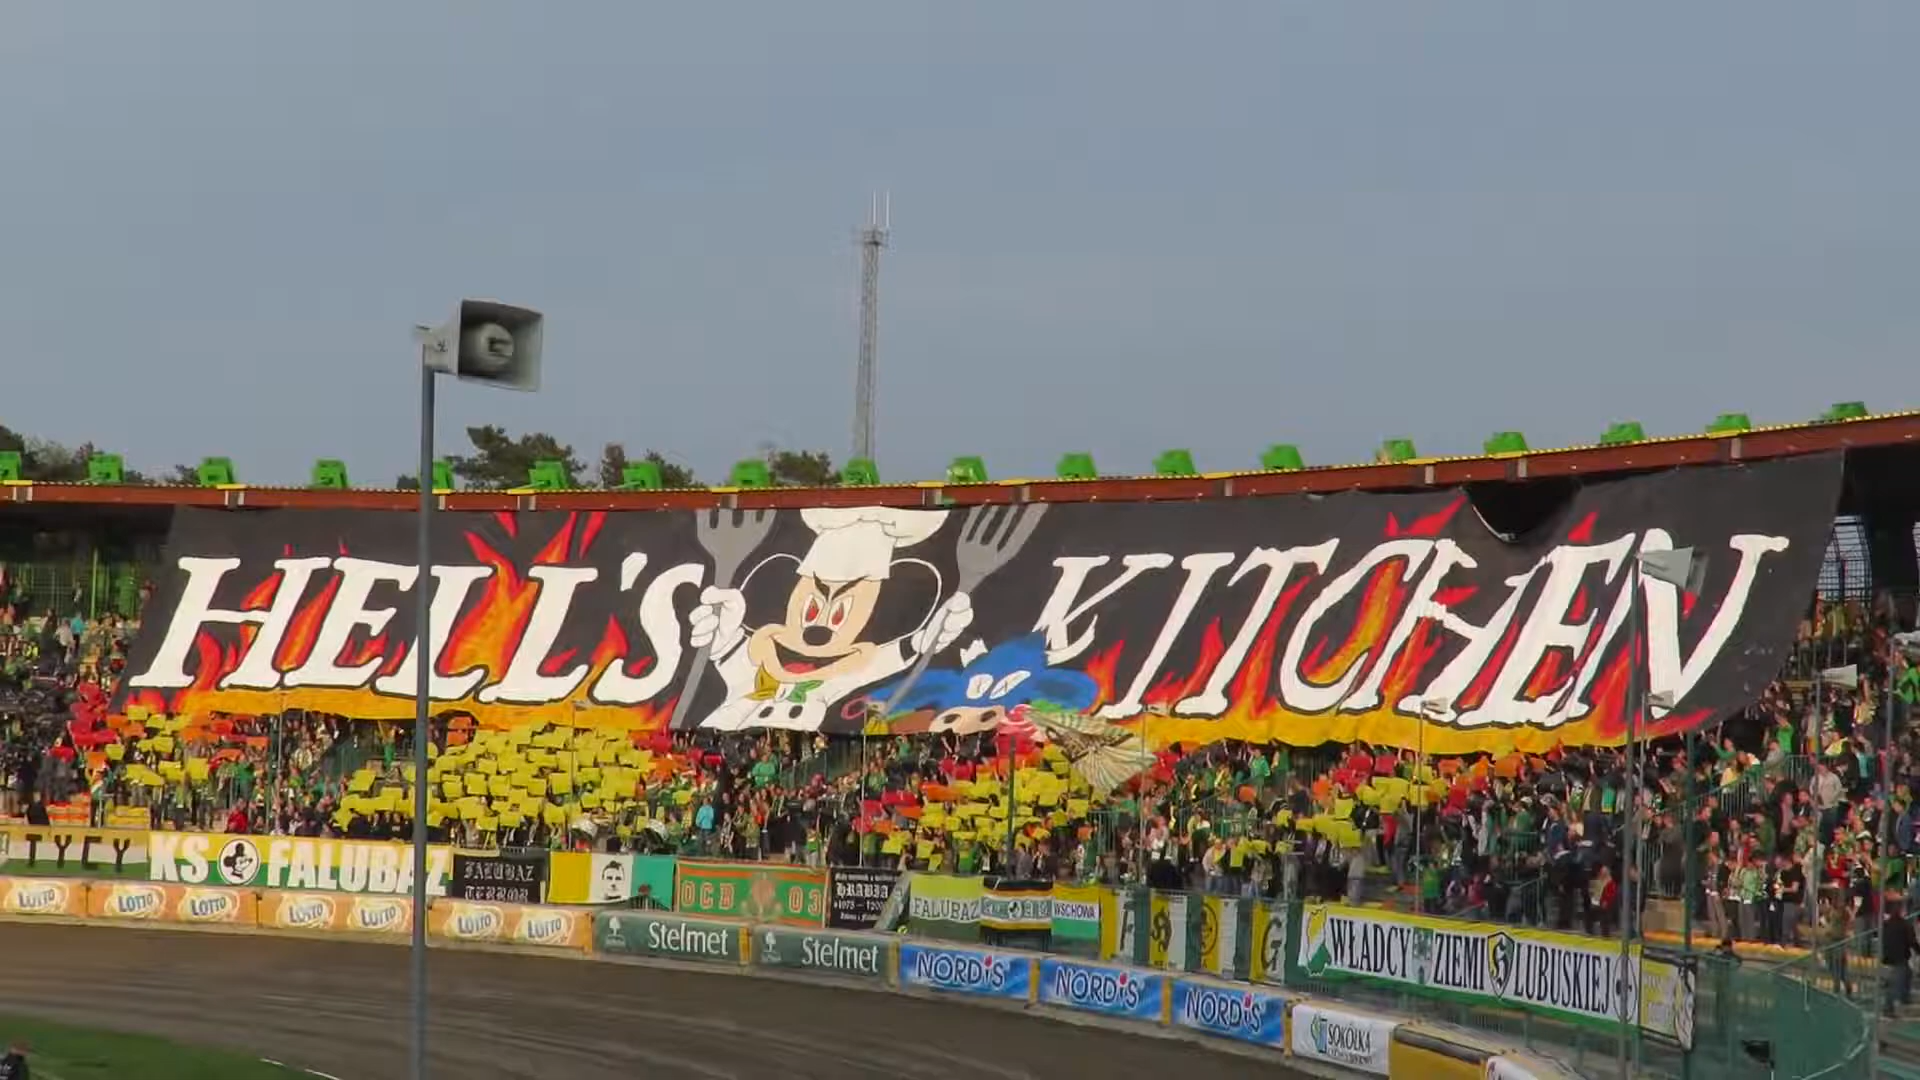 HELL'S KITCHEN
TYCY
KS FALUBAZ
FALUBAZ
TERROR
OCB 03
HRABIA
FALUBAZ
WSCHOWA
WŁADCY ZIEMI LUBUSKIEJ
LOTTO
LOTTO
LOTTO
LOTTO
LOTTO
LOTTO
LOTTO
Stelmet
Stelmet
NORDiS
NORDiS
NORDiS
SOKÓŁKA